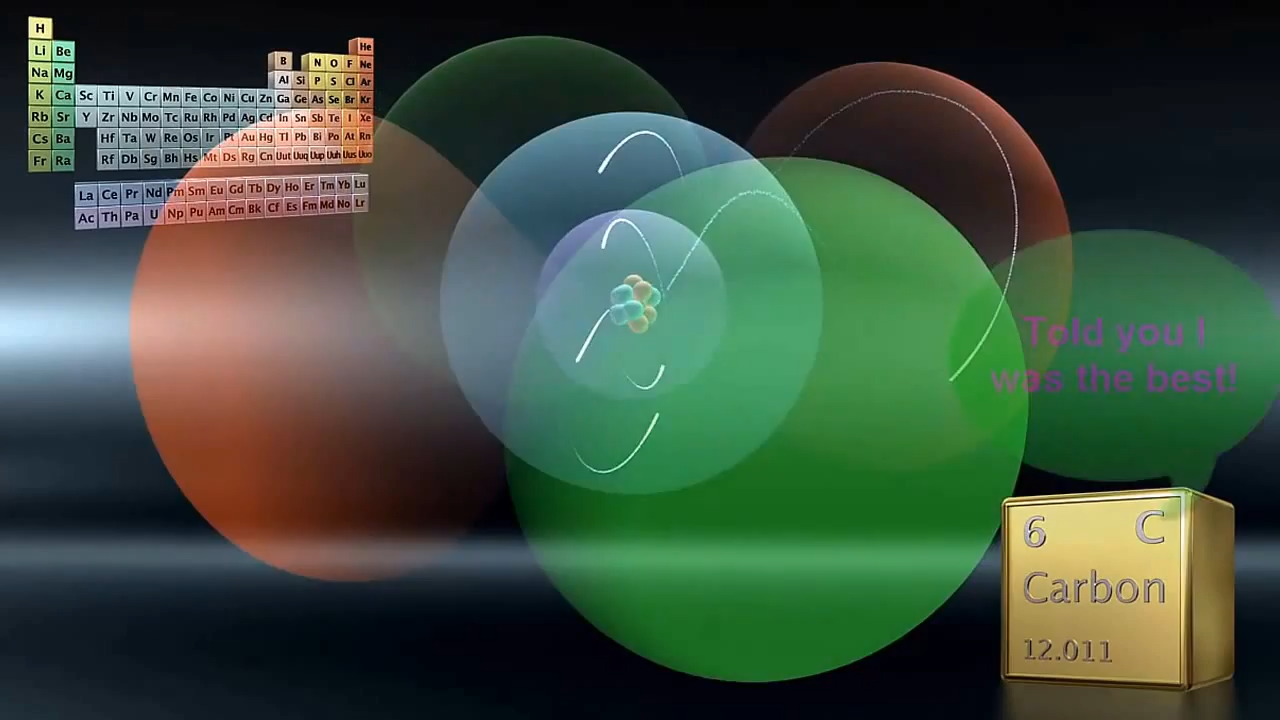 H He
Li Be B N O F Ne
Na Mg Al Si P S Cl Ar
K Ca Sc Ti V Cr Mn Fe Co Ni Cu Zn Ga Ge As Se Br Kr
Rb Sr Y Zr Nb Mo Tc Ru Rh Pd Ag Cd In Sn Sb Te I Xe
Cs Ba Hf Ta W Re Os Ir Pt Au Hg Tl Pb Bi Po At Rn
Fr Ra Rf Db Sg Bh Hs Mt Ds Rg Cn Uut Uuq Uup Uuh Uus Uuo
La Ce Pr Nd Pm Sm Eu Gd Tb Dy Ho Er Tm Yb Lu
Ac Th Pa U Np Pu Am Cm Bk Cf Es Fm Md No Lr
Told you I
was the best!
6 C
Carbon
12.011